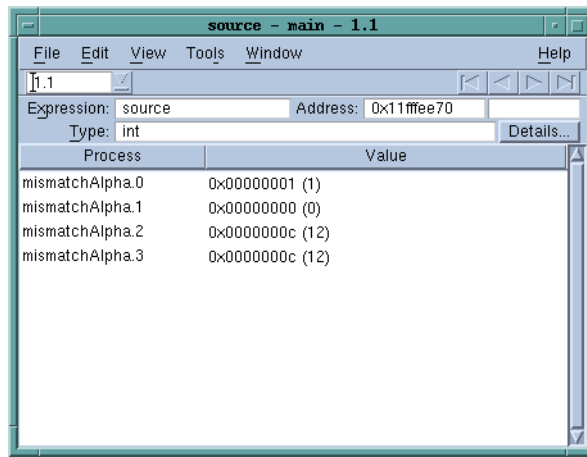 source – main – 1.1
File Edit View Tools Window Help
1.1
Expression: source Address: 0x11fffee70
Type: int Details...
Process Value
mismatchAlpha.0 0x00000001 (1)
mismatchAlpha.1 0x00000000 (0)
mismatchAlpha.2 0x0000000c (12)
mismatchAlpha.3 0x0000000c (12)